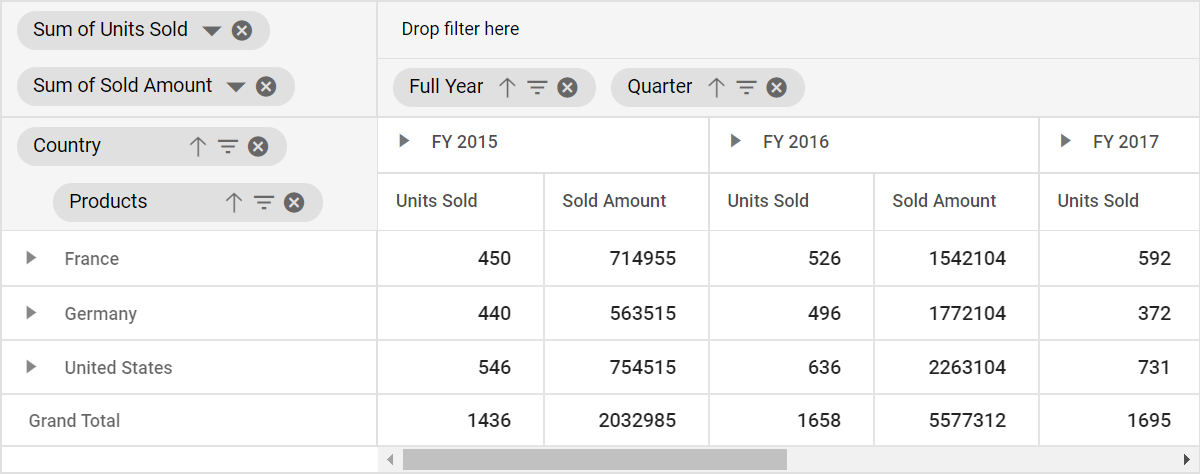 Sum of Units Sold
Drop filter here
Sum of Sold Amount
Full Year Quarter
Country
FY 2015 FY 2016 FY 2017
Products
Units Sold Sold Amount Units Sold Sold Amount Units Sold
France 450 714955 526 1542104 592
Germany 440 563515 496 1772104 372
United States 546 754515 636 2263104 731
Grand Total 1436 2032985 1658 5577312 1695